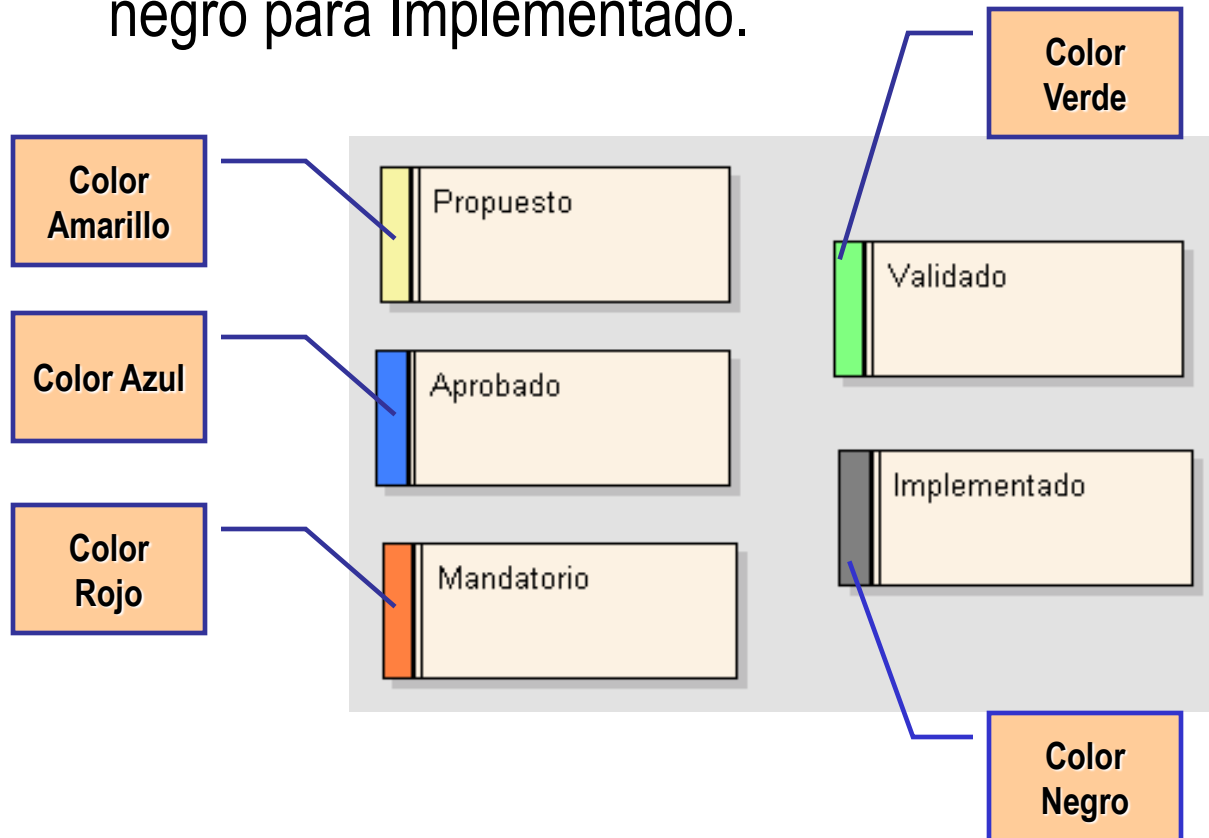 negro para Implementado.
Color
Verde
Color
Amarillo
Propuesto
Validado
Color Azul
Aprobado
Implementado
Color
Rojo
Mandatorio
Color
Negro